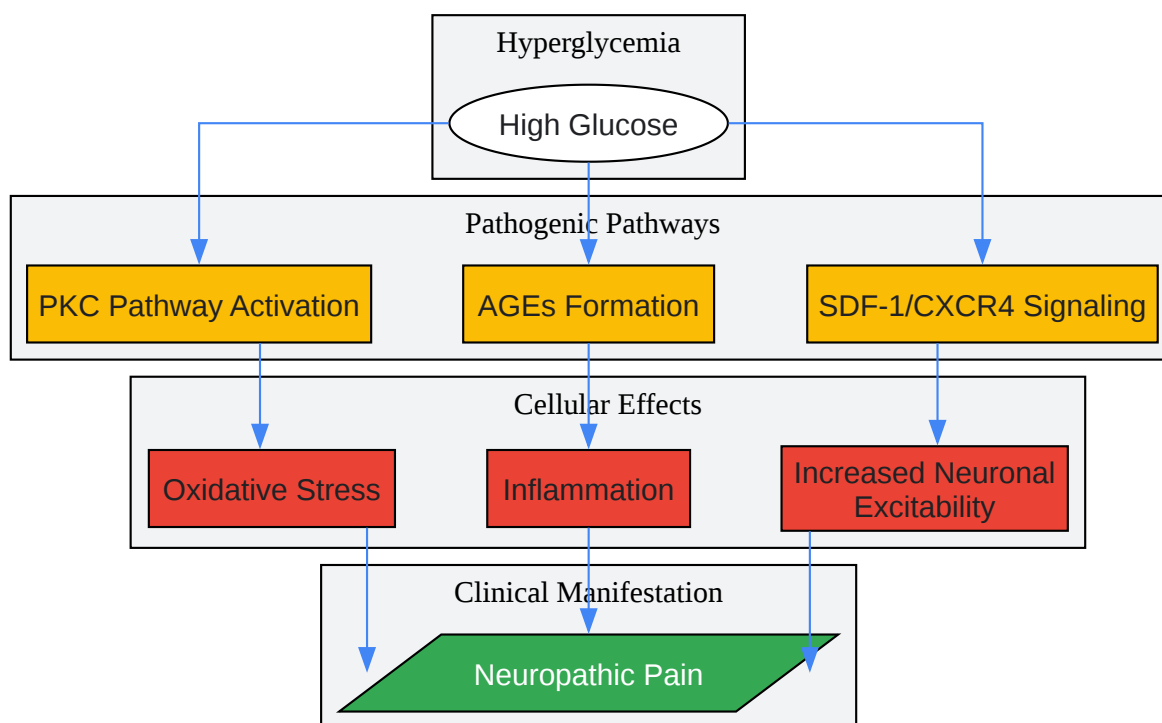 Hyperglycemia
High Glucose
Pathogenic Pathways
PKC Pathway Activation
AGEs Formation
SDF-1/CXCR4 Signaling
Cellular Effects
Oxidative Stress
Inflammation
Increased Neuronal
Excitability
Clinical Manifestation
Neuropathic Pain